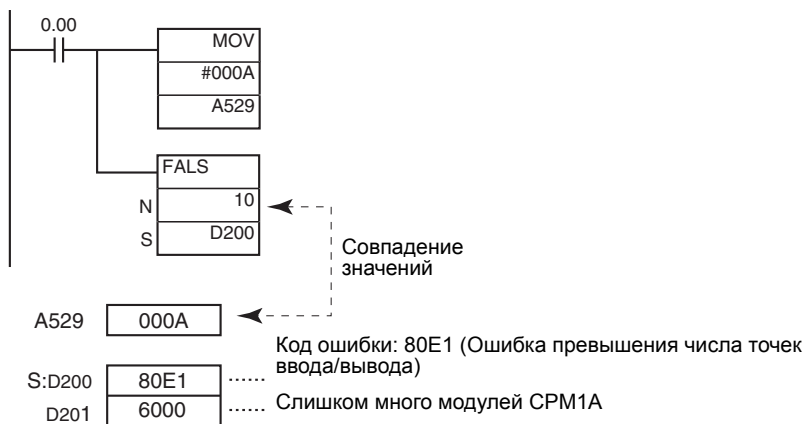 0.00
MOV
#000A
A529
FALS
N 10
S D200
Совпадение
значений
A529 000A
Код ошибки: 80E1 (Ошибка превышения числа точек
ввода/вывода)
S:D200 80E1 ......
D201 6000 ...... Слишком много модулей CPM1A